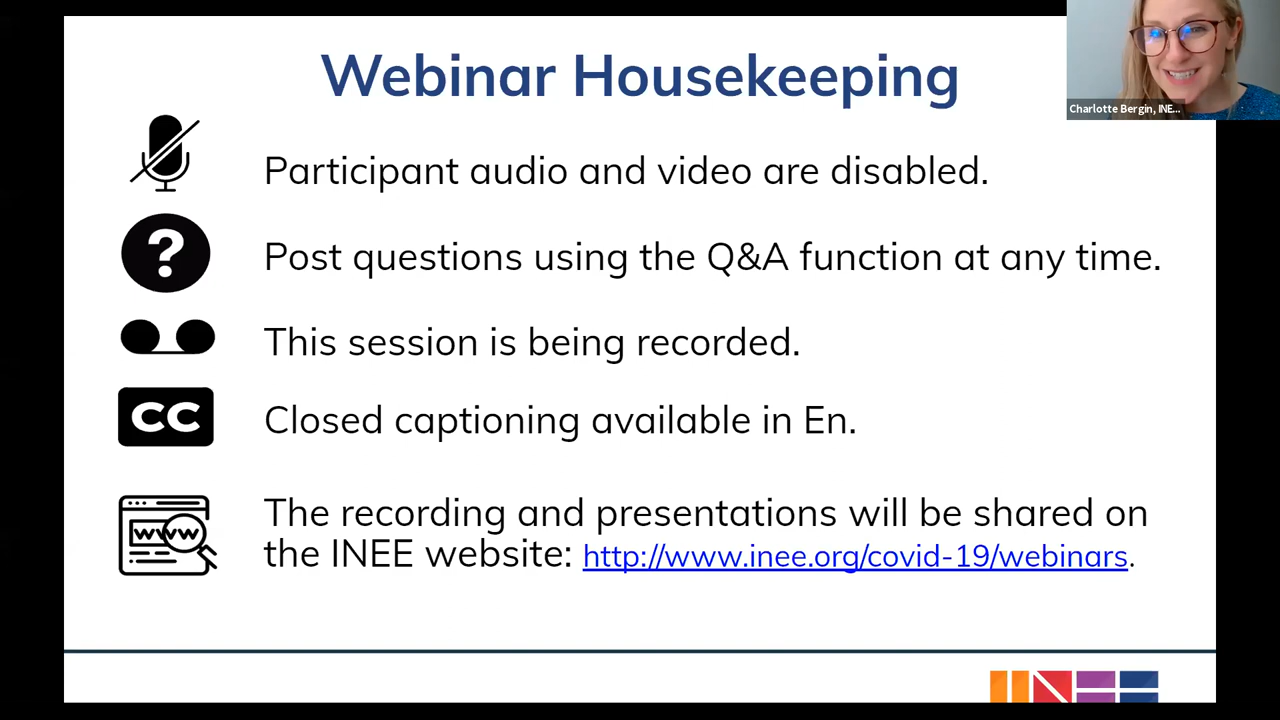 Webinar Housekeeping
Charlotte Bergin, INE...
Participant audio and video are disabled.
?
Post questions using the Q&A function at any time.
This session is being recorded.
CC
Closed captioning available in En.
www
The recording and presentations will be shared on
the INEE website: http://www.inee.org/covid-19/webinars.
INEE